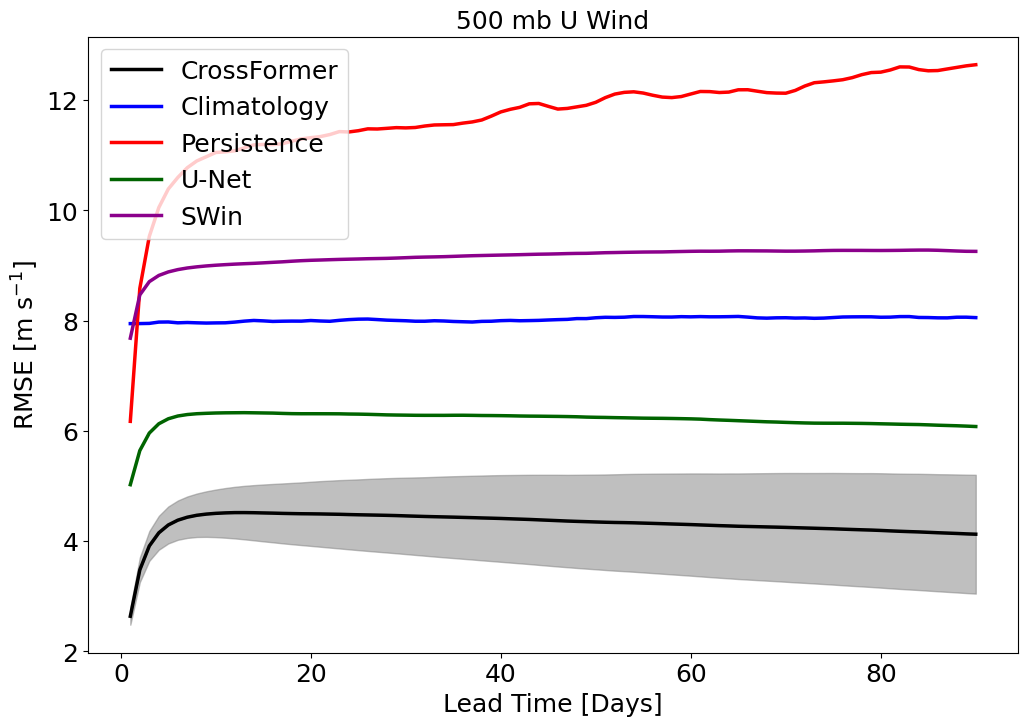 500 mb U Wind
CrossFormer
Climatology
Persistence
U-Net
SWin
RMSE [m s⁻¹]
12
10
8
6
4
2
0 20 40 60 80
Lead Time [Days]